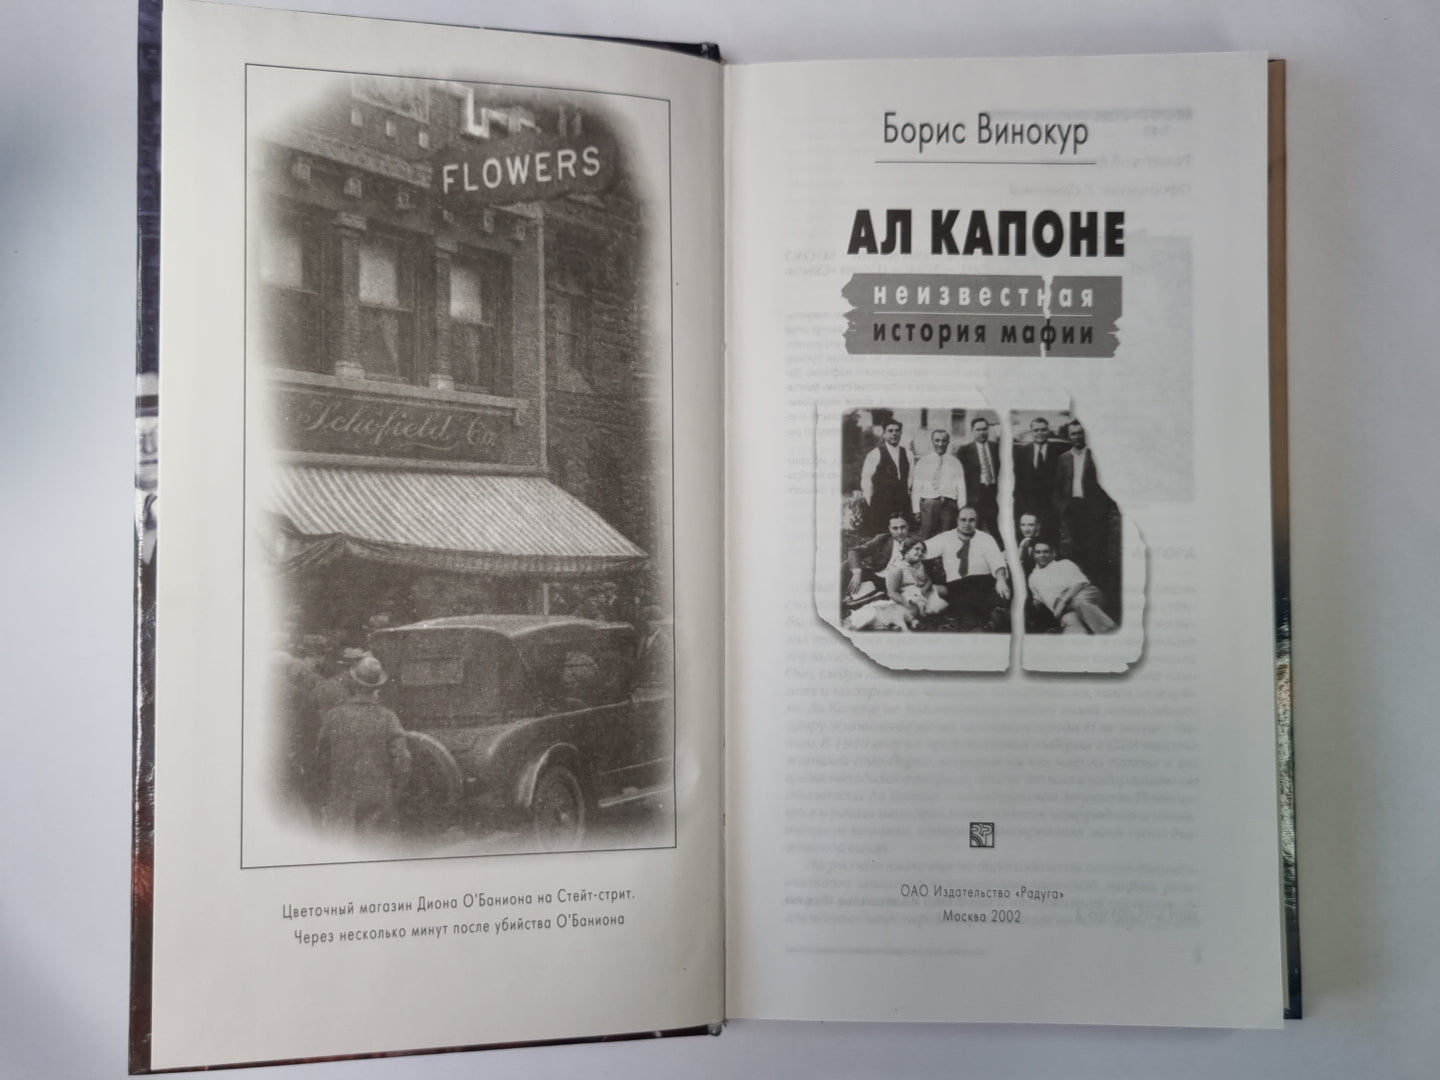 FLOWERS
Schofield Co.
Цветочный магазин Диона О'Баниона на Стейт-стрит.
Через несколько минут после убийства О'Баниона
Борис Винокур
АЛ КАПОНЕ
неизвестная
история мафии
ОАО Издательство «Радуга»
Москва 2002